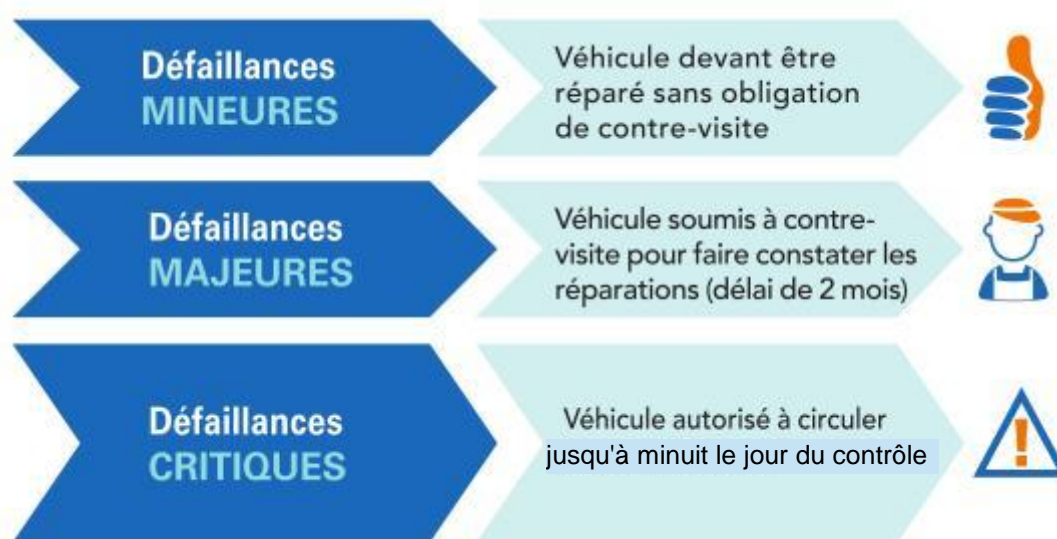 Défaillances
MINEURES
Véhicule devant être
réparé sans obligation
de contre-visite
Défaillances
MAJEURES
Véhicule soumis à contre-
visite pour faire constater les
réparations (délai de 2 mois)
Défaillances
CRITIQUES
Véhicule autorisé à circuler
jusqu'à minuit le jour du contrôle